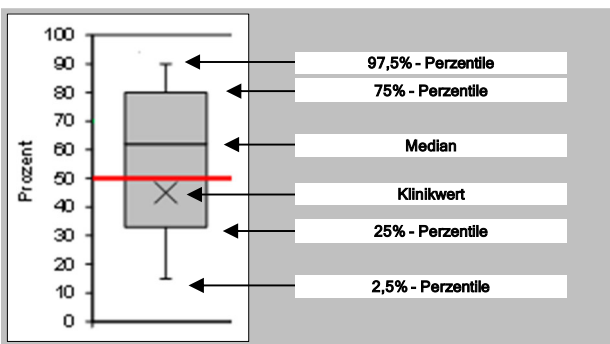 Prozent
100
90
80
70
60
50
40
30
20
10
0
97,5% - Perzentile
75% - Perzentile
Median
Klinikwert
25% - Perzentile
2,5% - Perzentile